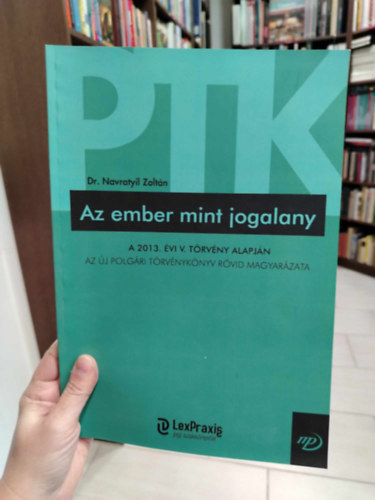 PTK
Dr. Navratyil Zoltán
Az ember mint jogalany
A 2013. ÉVI V. TÖRVÉNY ALAPJÁN
AZ ÚJ POLGÁRI TÖRVÉNYKÖNYV RÖVID MAGYARÁZATA
LexPraxis